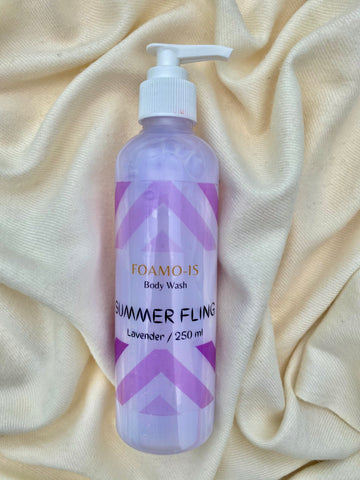 FOAMO-IS
Body Wash
SUMMER FLING
Lavender / 250 ml